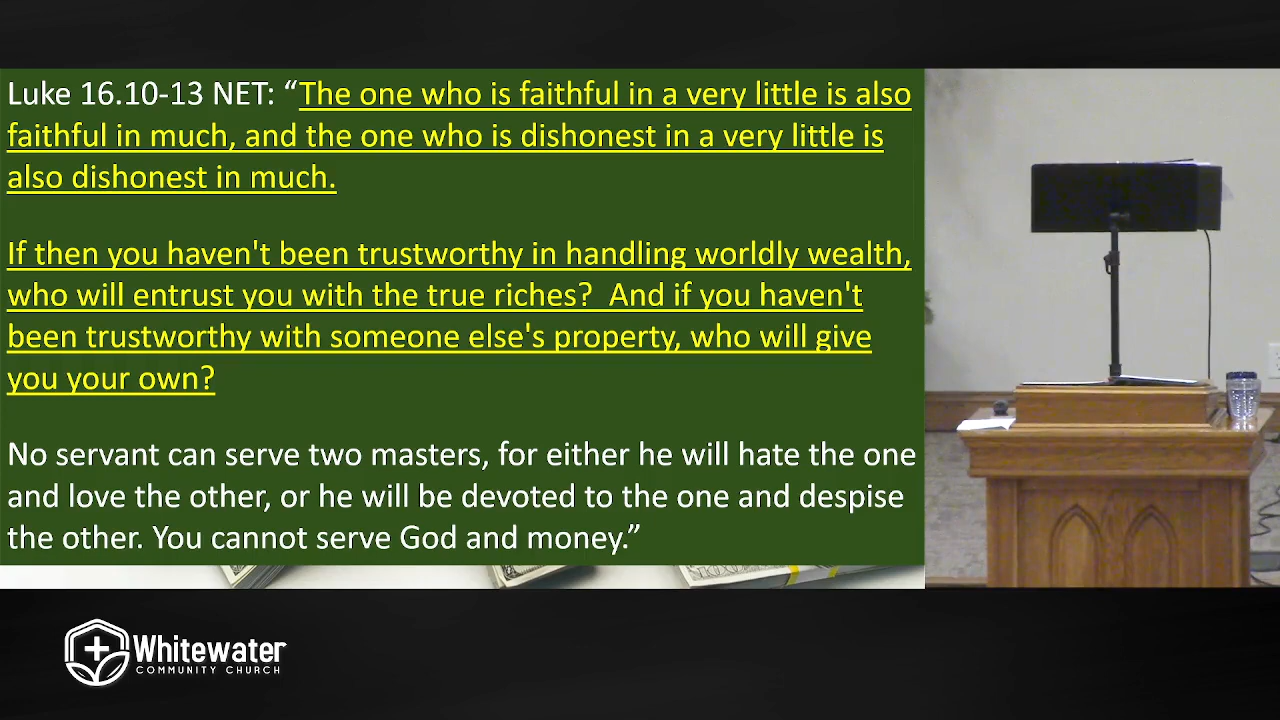 Luke 16.10-13 NET: “The one who is faithful in a very little is also
faithful in much, and the one who is dishonest in a very little is
also dishonest in much.
If then you haven't been trustworthy in handling worldly wealth,
who will entrust you with the true riches?  And if you haven't
been trustworthy with someone else's property, who will give
you your own?
No servant can serve two masters, for either he will hate the one
and love the other, or he will be devoted to the one and despise
the other. You cannot serve God and money.”
Whitewater
COMMUNITY CHURCH